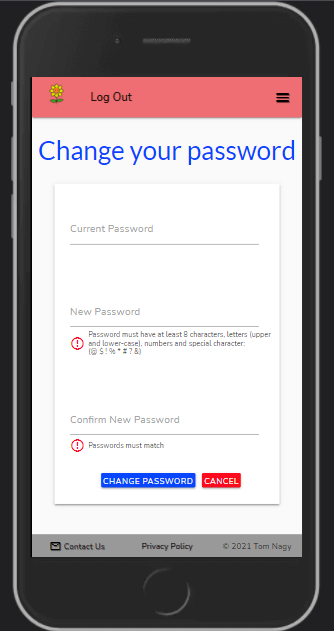 Log Out
Change your password
Current Password
New Password
Password must have at least 8 characters, letters (upper
and lower-case), numbers and special character:
(@ $ ! % * # ? &)
Confirm New Password
Passwords must match
CHANGE PASSWORD CANCEL
Contact Us Privacy Policy © 2021 Tom Nagy